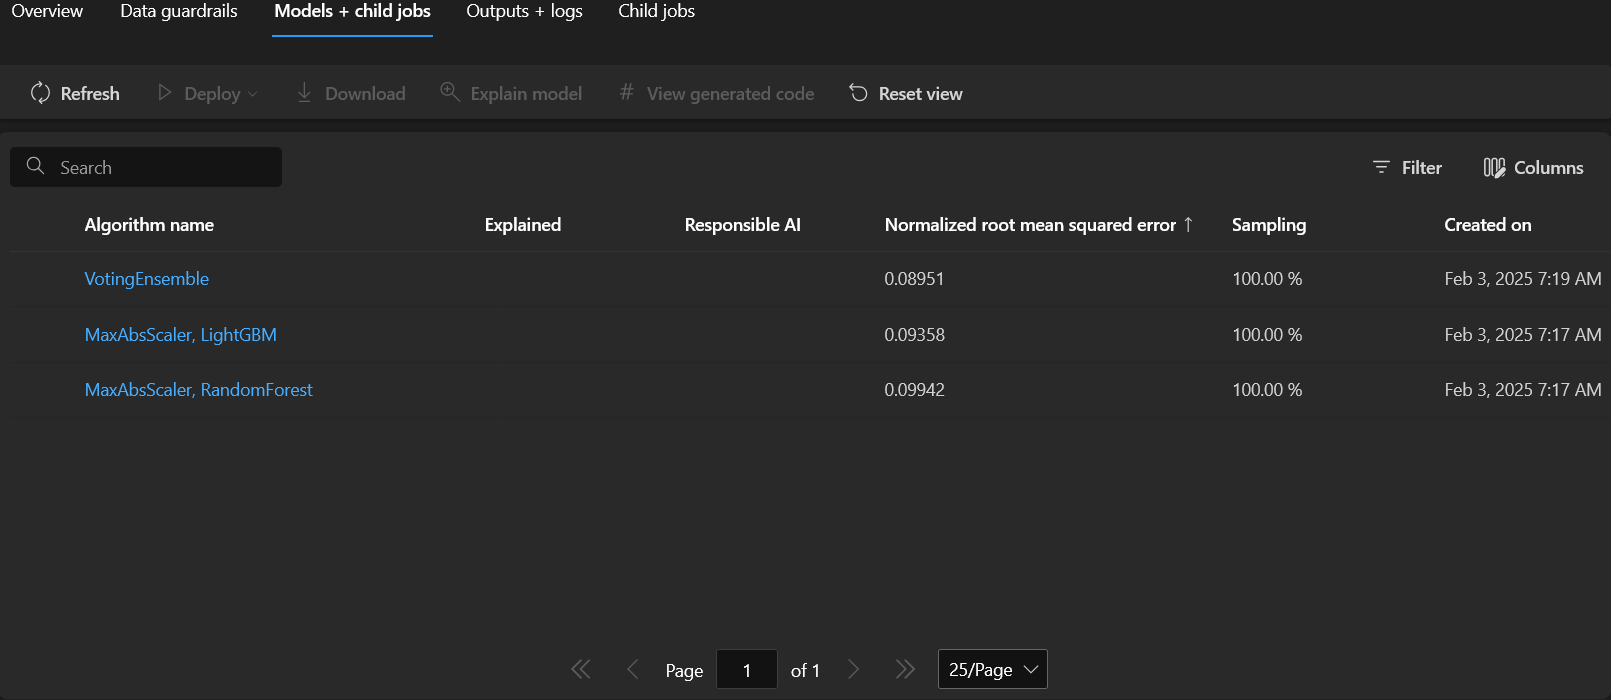 Overview Data guardrails Models + child jobs Outputs + logs Child jobs
Refresh Deploy Download Explain model # View generated code Reset view
Search Filter Columns
Algorithm name Explained Responsible AI Normalized root mean squared error ↑ Sampling Created on
VotingEnsemble 0.08951 100.00 % Feb 3, 2025 7:19 AM
MaxAbsScaler, LightGBM 0.09358 100.00 % Feb 3, 2025 7:17 AM
MaxAbsScaler, RandomForest 0.09942 100.00 % Feb 3, 2025 7:17 AM
Page 1 of 1 25/Page